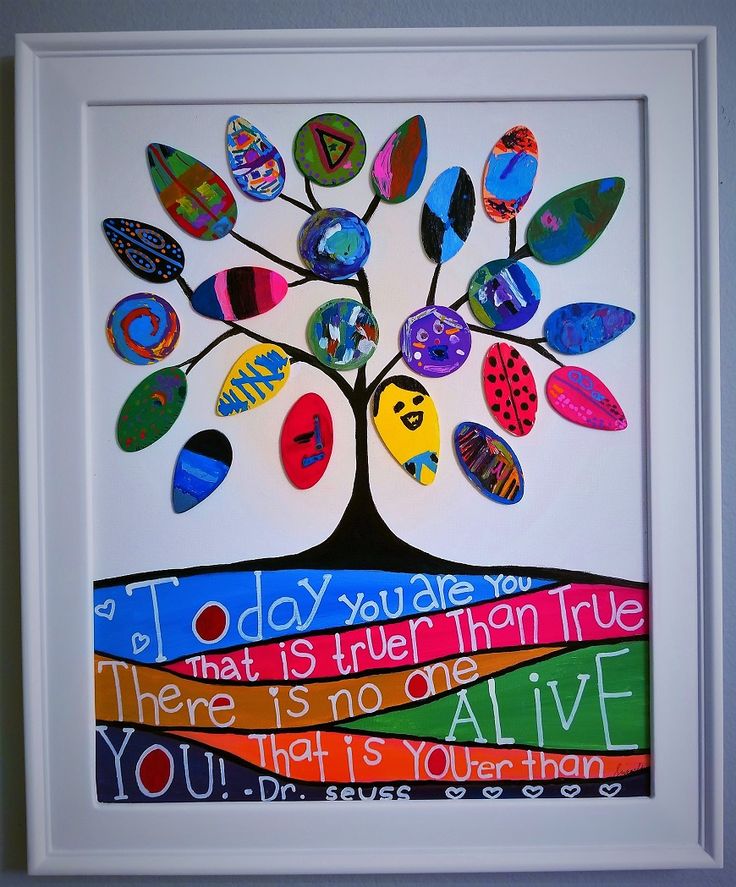 Today you are you
That is truer Than True
There is no one
ALiVE
That is YOU-er than
YOU!
-Dr. seuss